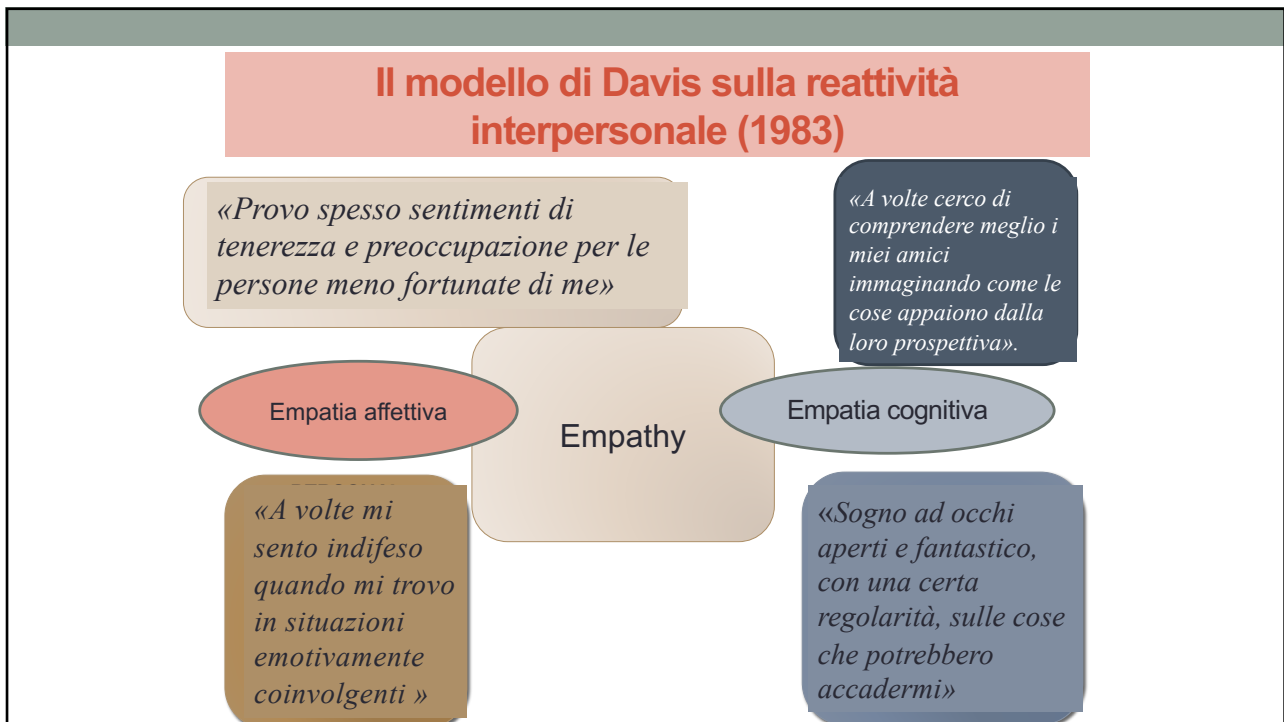 Il modello di Davis sulla reattività
interpersonale (1983)
«Provo spesso sentimenti di
tenerezza e preoccupazione per le
persone meno fortunate di me»
«A volte cerco di
comprendere meglio i
miei amici
immaginando come le
cose appaiono dalla
loro prospettiva».
Empatia affettiva
Empathy
Empatia cognitiva
«A volte mi
sento indifeso
quando mi trovo
in situazioni
emotivamente
coinvolgenti »
«Sogno ad occhi
aperti e fantastico,
con una certa
regolarità, sulle cose
che potrebbero
accadermi»